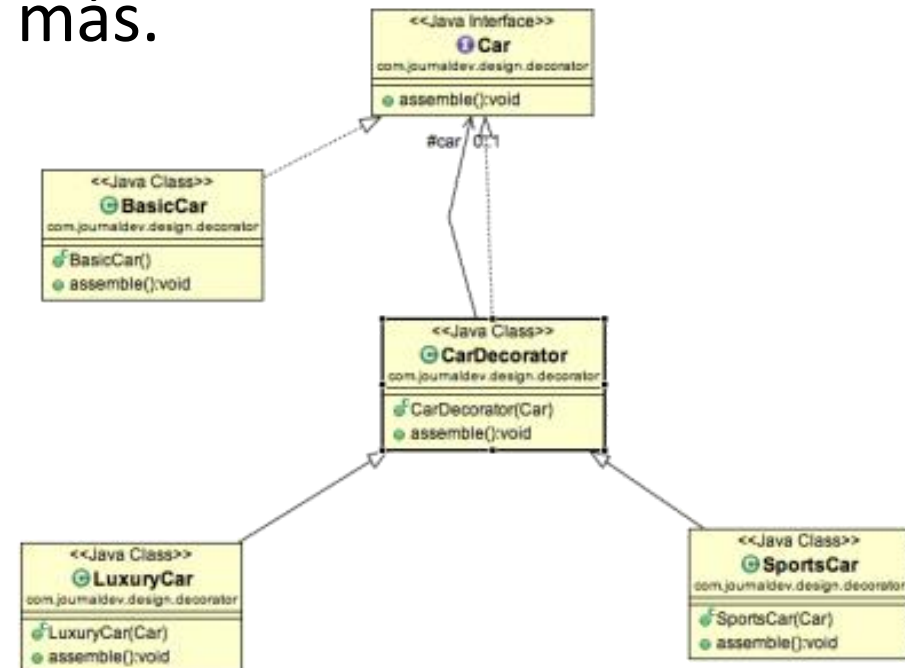 más.
<<Java Interface>>
Car
com.journaldev.design.decorator
assemble():void
#car 0..1
<<Java Class>>
BasicCar
com.journaldev.design.decorator
BasicCar()
assemble():void
<<Java Class>>
CarDecorator
com.journaldev.design.decorator
CarDecorator(Car)
assemble():void
<<Java Class>>
LuxuryCar
com.journaldev.design.decorator
LuxuryCar(Car)
assemble():void
<<Java Class>>
SportsCar
com.journaldev.design.decorator
SportsCar(Car)
assemble():void